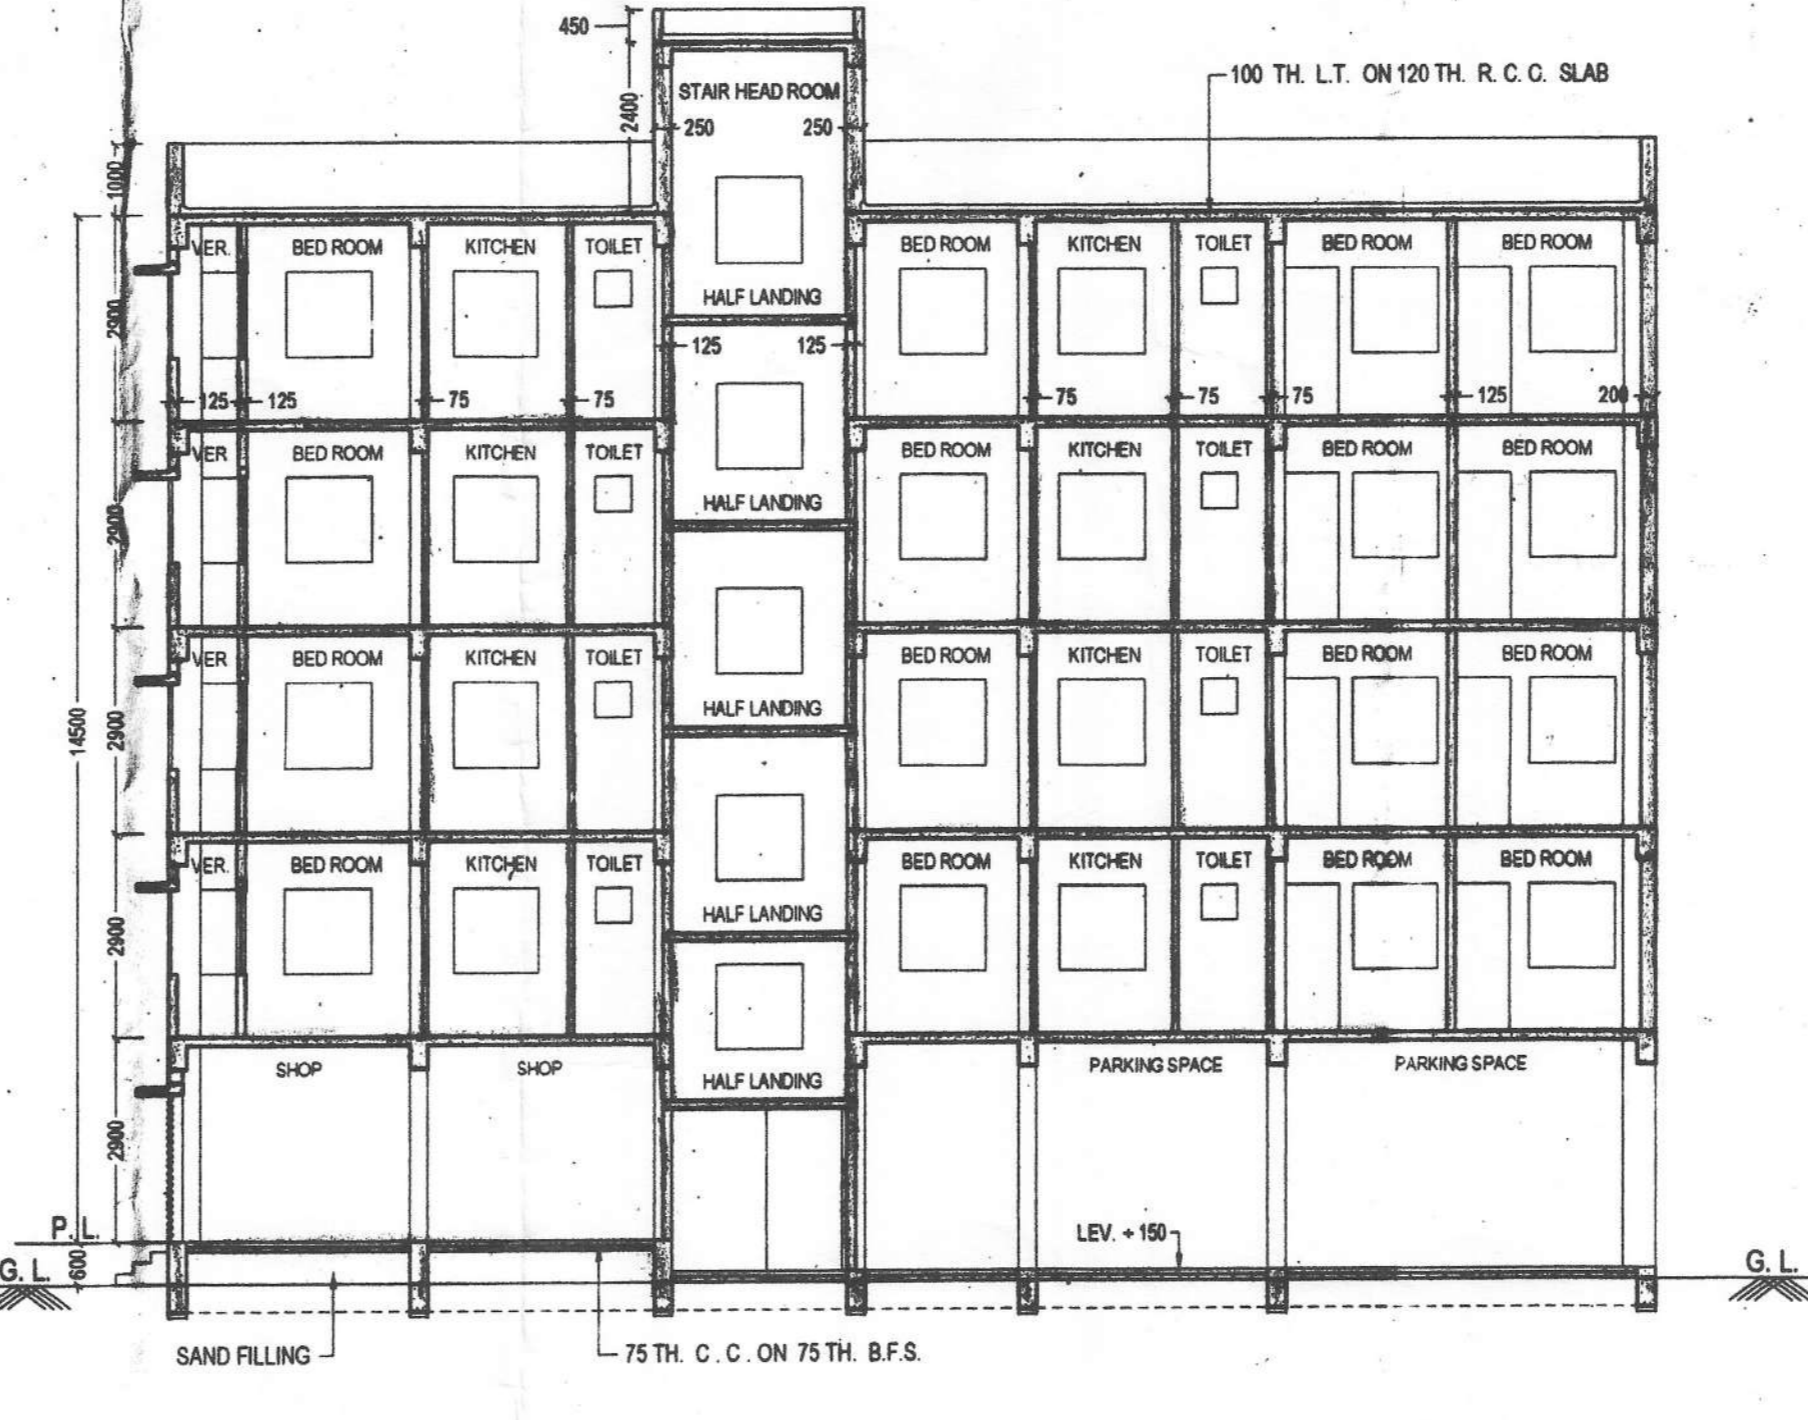 450
100 TH. L.T. ON 120 TH. R. C. C. SLAB
STAIR HEAD ROOM
2400
250 250
1000
VER. BED ROOM KITCHEN TOILET BED ROOM KITCHEN TOILET BED ROOM BED ROOM
HALF LANDING
2900
125 125
125 125 75 75 75 75 75 125 200
VER BED ROOM KITCHEN TOILET BED ROOM KITCHEN TOILET BED ROOM BED ROOM
HALF LANDING
2900
VER BED ROOM KITCHEN TOILET BED ROOM KITCHEN TOILET BED ROOM BED ROOM
HALF LANDING
14500
2900
VER. BED ROOM KITCHEN TOILET BED ROOM KITCHEN TOILET BED ROOM BED ROOM
HALF LANDING
2900
SHOP SHOP PARKING SPACE PARKING SPACE
HALF LANDING
2900
P. L. LEV. + 150
G. L. 600 G. L.
SAND FILLING 75 TH. C . C . ON 75 TH. B.F.S.